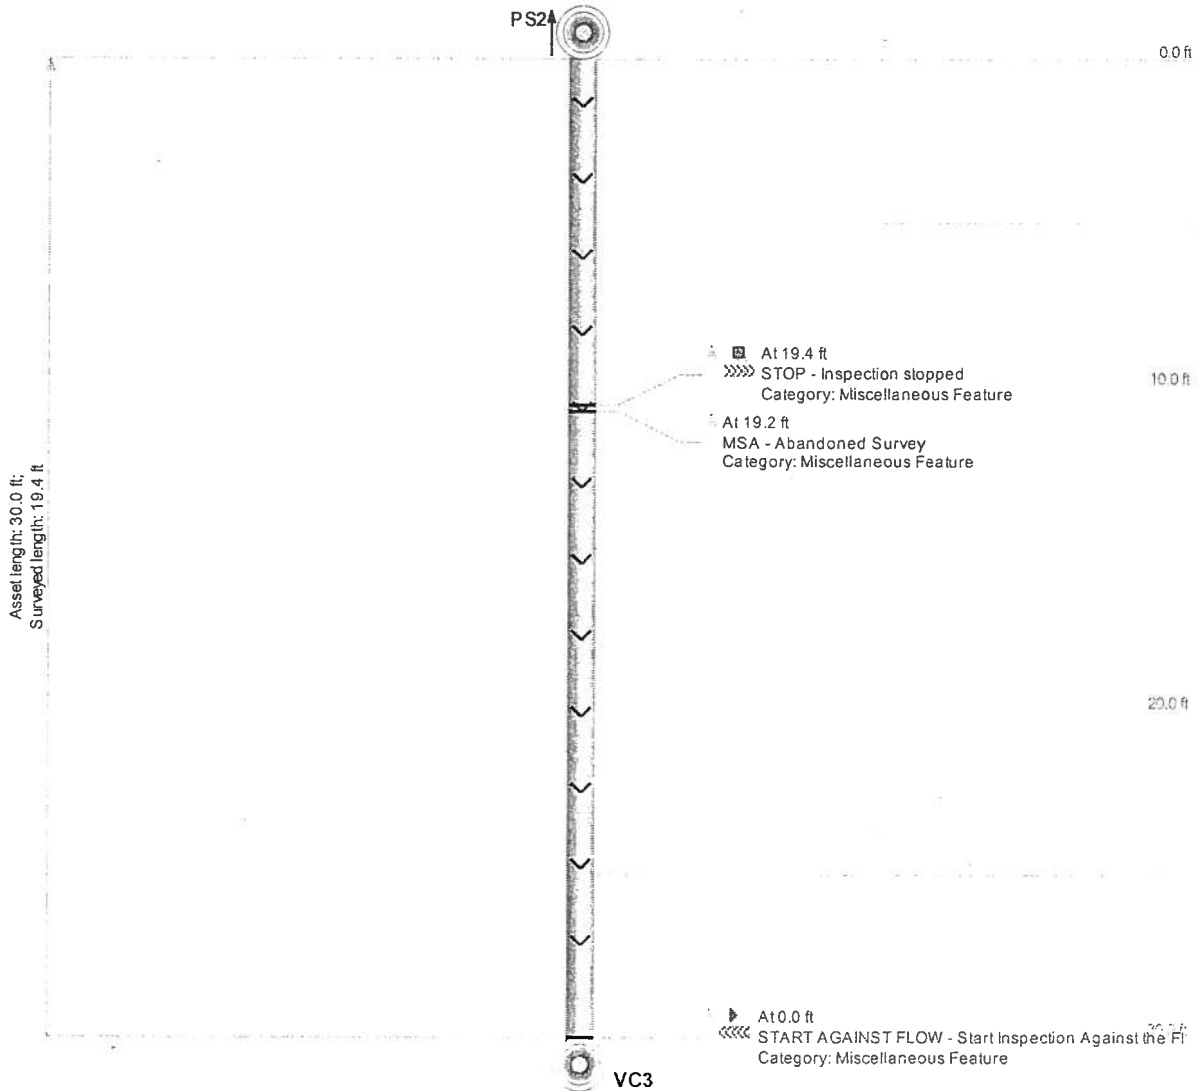 PS2
0.0 ft
At 19.4 ft
STOP - Inspection stopped
Category: Miscellaneous Feature
10.0 ft
At 19.2 ft
MSA - Abandoned Survey
Category: Miscellaneous Feature
Asset length: 30.0 ft;
Surveyed length: 19.4 ft
20.0 ft
At 0.0 ft
START AGAINST FLOW - Start Inspection Against the Fl
Category: Miscellaneous Feature
VC3